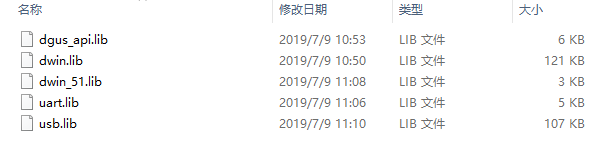 名称 修改日期 类型 大小
dgus_api.lib 2019/7/9 10:53 LIB 文件 6 KB
dwin.lib 2019/7/9 10:50 LIB 文件 121 KB
dwin_51.lib 2019/7/9 11:08 LIB 文件 3 KB
uart.lib 2019/7/9 11:06 LIB 文件 5 KB
usb.lib 2019/7/9 11:10 LIB 文件 107 KB